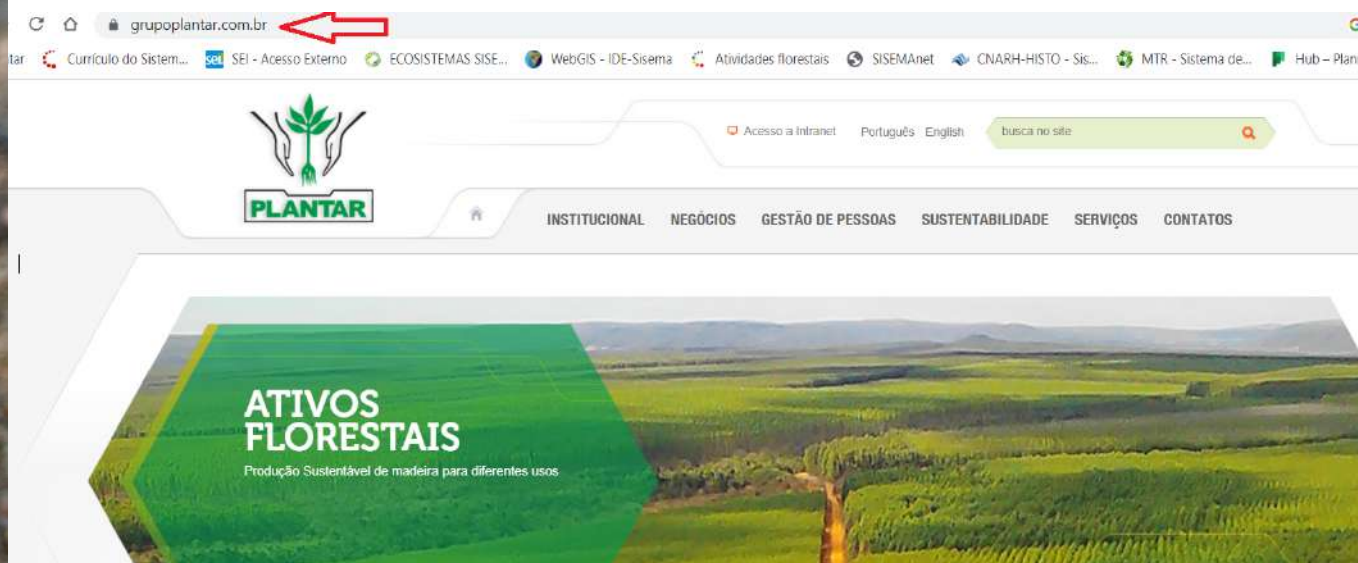 grupoplantar.com.br
tar Currículo do Sistem... sei SEI - Acesso Externo ECOSISTEMAS SISE... WebGIS - IDE-Sisema Atividades florestais SISEMAnet CNARH-HISTO - Sis... MTR - Sistema de... Hub – Plan
Acesso a Intranet Português English busca no site
PLANTAR
INSTITUCIONAL NEGÓCIOS GESTÃO DE PESSOAS SUSTENTABILIDADE SERVIÇOS CONTATOS
ATIVOS
FLORESTAIS
Produção Sustentável de madeira para diferentes usos